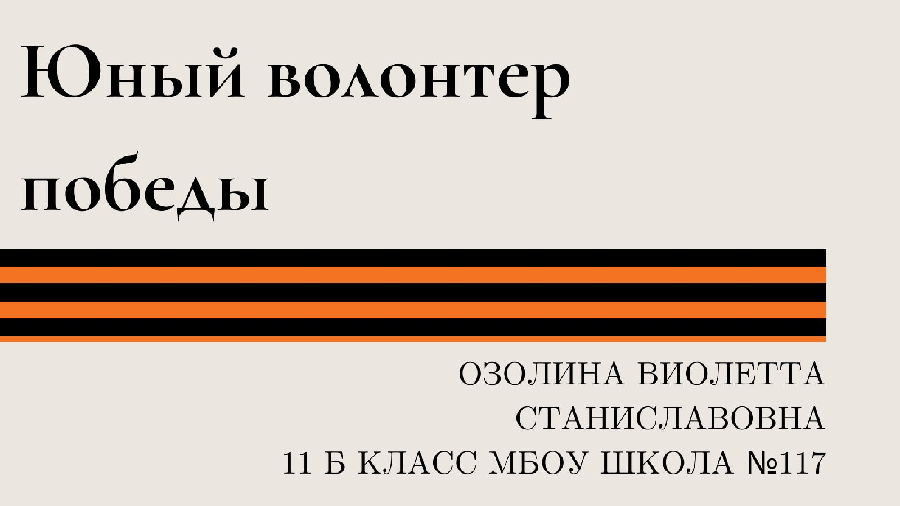 Юный волонтер
победы
ОЗОЛИНА ВИОЛЕТТА
СТАНИСЛАВОВНА
11 Б КЛАСС МБОУ ШКОЛА №117